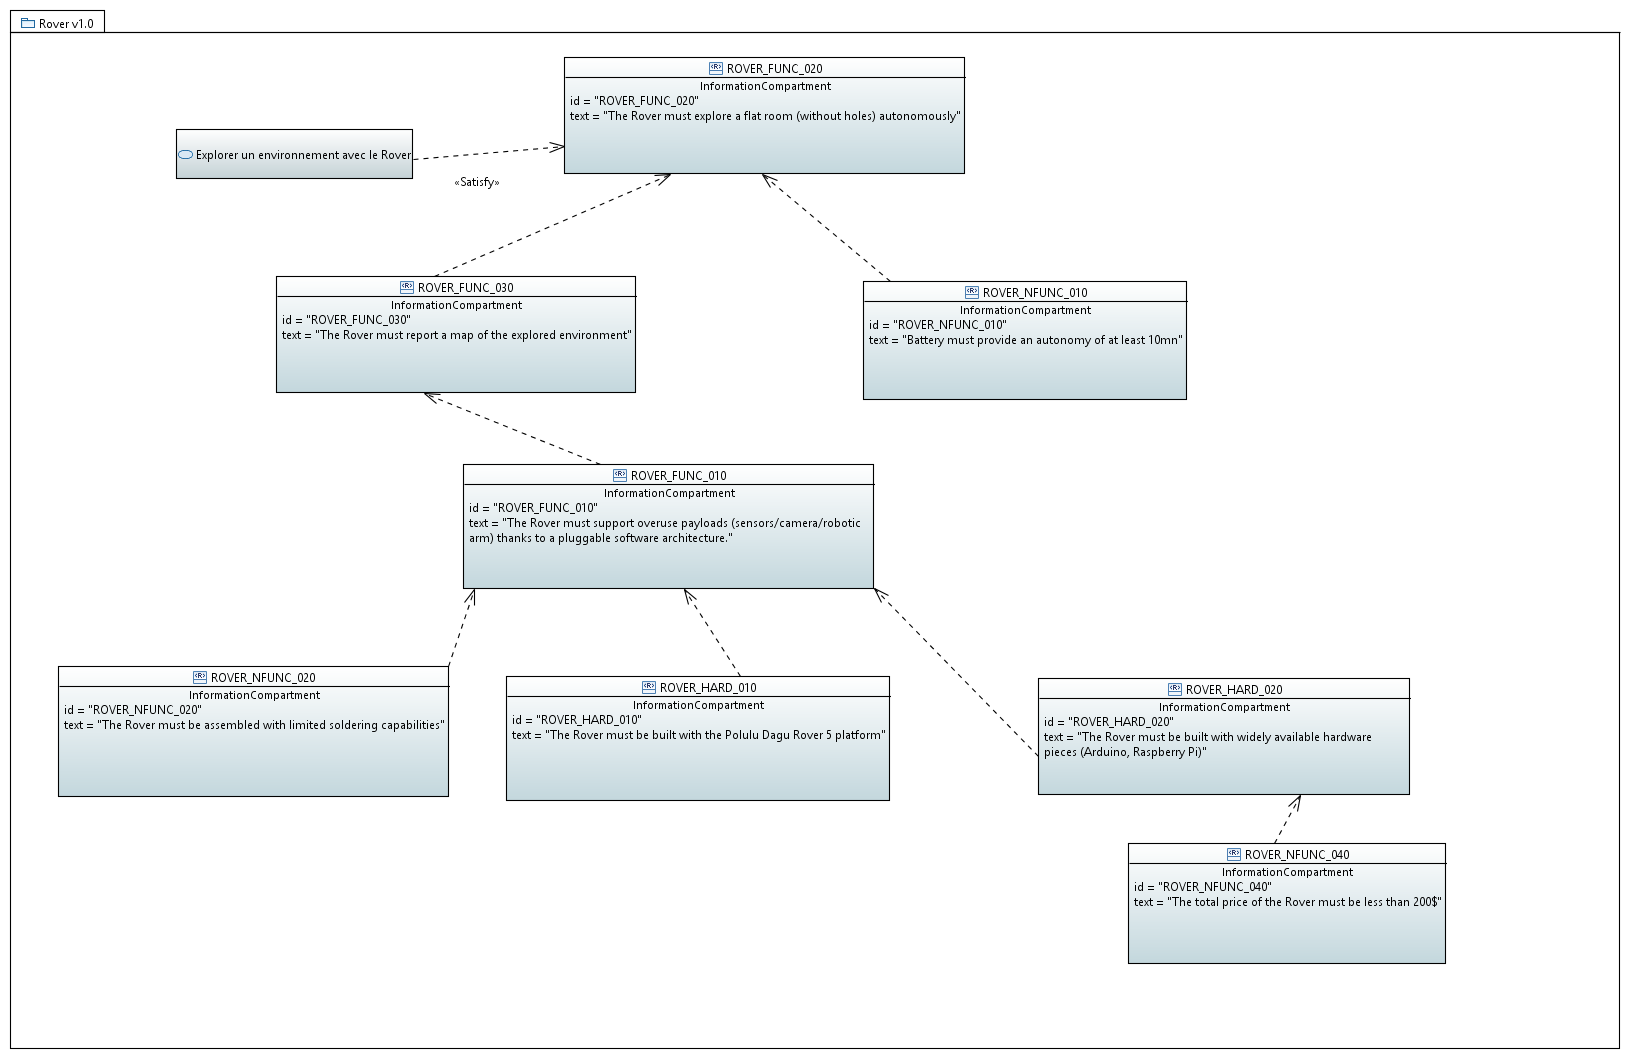 Rover v1.0
ROVER_FUNC_020
InformationCompartment
id = "ROVER_FUNC_020"
text = "The Rover must explore a flat room (without holes) autonomously"
Explorer un environnement avec le Rover
«Satisfy»
ROVER_FUNC_030
InformationCompartment
id = "ROVER_FUNC_030"
text = "The Rover must report a map of the explored environment"
ROVER_NFUNC_010
InformationCompartment
id = "ROVER_NFUNC_010"
text = "Battery must provide an autonomy of at least 10mn"
ROVER_FUNC_010
InformationCompartment
id = "ROVER_FUNC_010"
text = "The Rover must support overuse payloads (sensors/camera/robotic
arm) thanks to a pluggable software architecture."
ROVER_NFUNC_020
InformationCompartment
id = "ROVER_NFUNC_020"
text = "The Rover must be assembled with limited soldering capabilities"
ROVER_HARD_010
InformationCompartment
id = "ROVER_HARD_010"
text = "The Rover must be built with the Polulu Dagu Rover 5 platform"
ROVER_HARD_020
InformationCompartment
id = "ROVER_HARD_020"
text = "The Rover must be built with widely available hardware
pieces (Arduino, Raspberry Pi)"
ROVER_NFUNC_040
InformationCompartment
id = "ROVER_NFUNC_040"
text = "The total price of the Rover must be less than 200$"